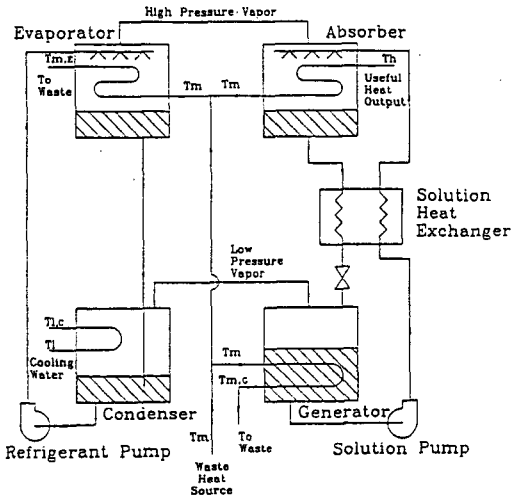 High Pressure Vapor
Evaporator
Absorber
Tm,E
To
Waste
Tm
Tm
Th
Useful
Heat
Output
Solution
Heat
Exchanger
Low
Pressure
Vapor
Tl,c
Tl
Cooling
Water
Condenser
Tm
Tm,c
Generator
To
Waste
Tm
Waste
Heat
Source
Refrigerant Pump
Solution Pump